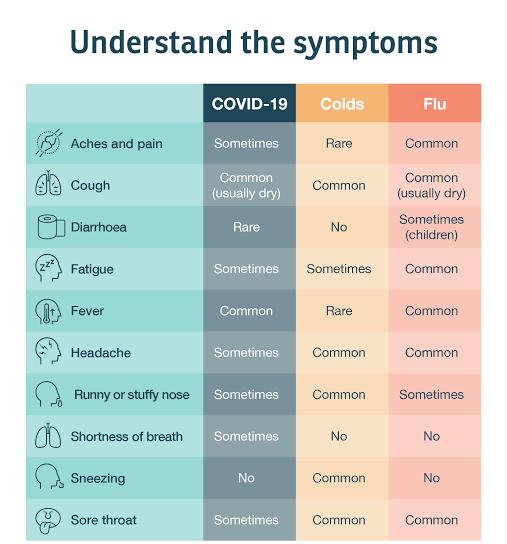 Understand the symptoms
COVID-19 Colds Flu
Aches and pain Sometimes Rare Common
Cough Common (usually dry) Common Common (usually dry)
Diarrhoea Rare No Sometimes (children)
zzz Fatigue Sometimes Sometimes Common
Fever Common Rare Common
Headache Sometimes Common Common
Runny or stuffy nose Sometimes Common Sometimes
Shortness of breath Sometimes No No
Sneezing No Common No
Sore throat Sometimes Common Common